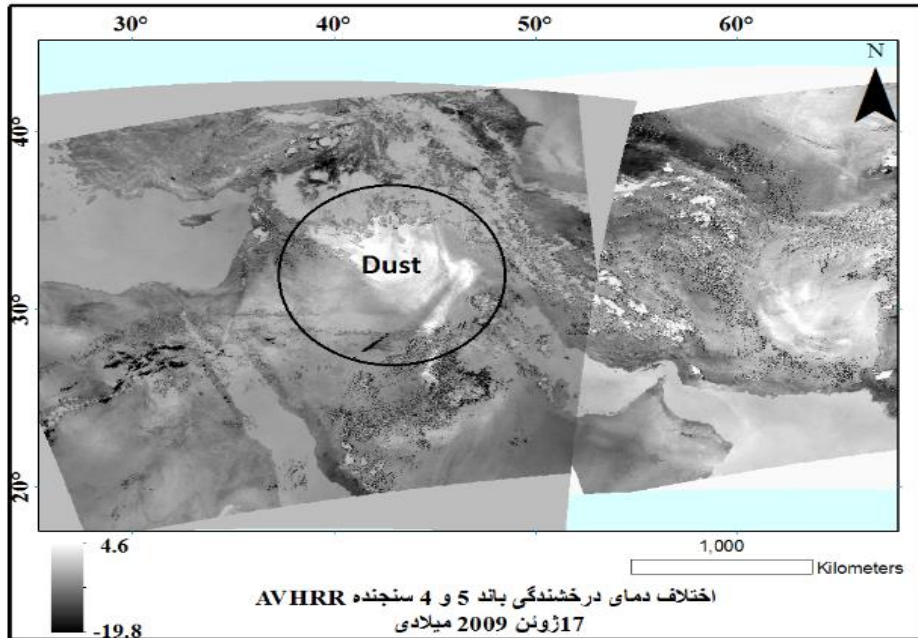 30° 40° 50° 60°
N
40°
Dust
30°
20°
4.6
-19.8
1,000
Kilometers
اختلاف دمای درخشندگی باند 5 و 4 سنجنده AVHRR
17ژوئن 2009 میلادی